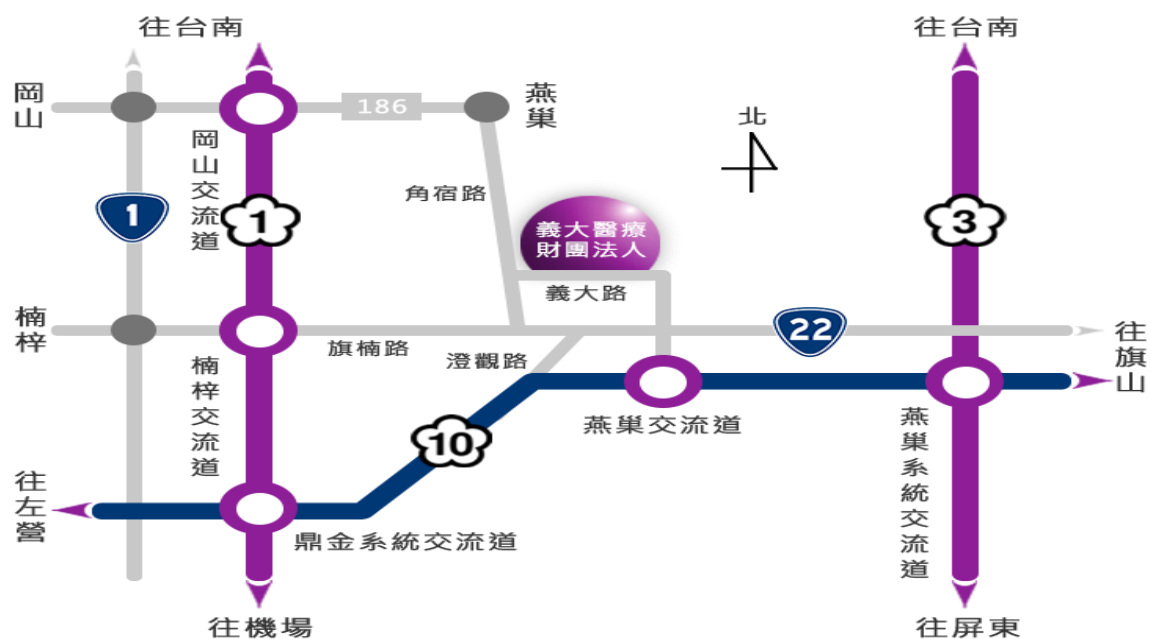 往台南
往台南
岡山
186
燕巢
北
岡山交流道
角宿路
1
1
義大醫療
財團法人
3
義大路
楠梓
22
往旗山
旗楠路
澄觀路
楠梓交流道
燕巢交流道
燕巢系統交流道
10
往左營
鼎金系統交流道
往機場
往屏東